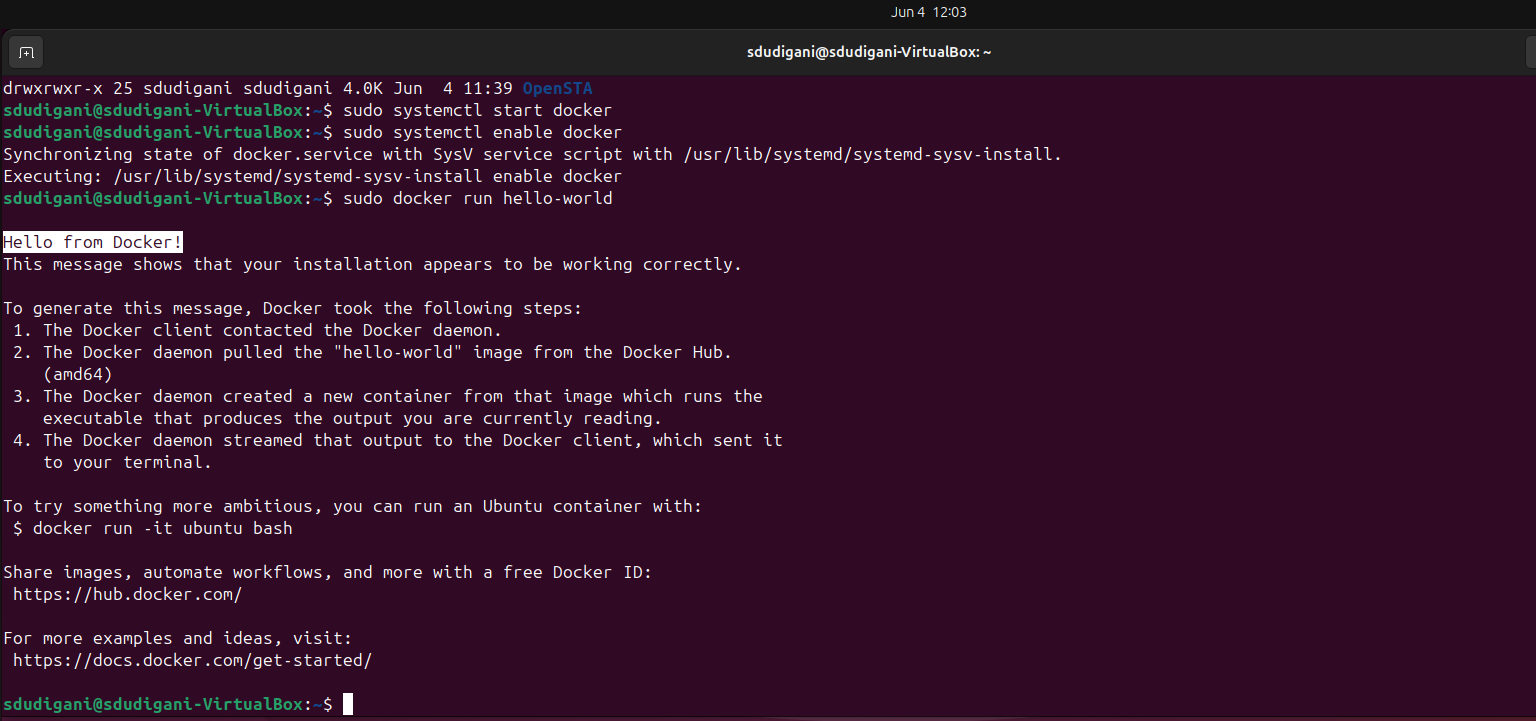 Jun 4 12:03
sdudigani@sdudigani-VirtualBox: ~
drwxrwxr-x 25 sdudigani sdudigani 4.0K Jun  4 11:39 OpenSTA
sdudigani@sdudigani-VirtualBox:~$ sudo systemctl start docker
sdudigani@sdudigani-VirtualBox:~$ sudo systemctl enable docker
Synchronizing state of docker.service with SysV service script with /usr/lib/systemd/systemd-sysv-install.
Executing: /usr/lib/systemd/systemd-sysv-install enable docker
sdudigani@sdudigani-VirtualBox:~$ sudo docker run hello-world
Hello from Docker!
This message shows that your installation appears to be working correctly.
To generate this message, Docker took the following steps:
 1. The Docker client contacted the Docker daemon.
 2. The Docker daemon pulled the "hello-world" image from the Docker Hub.
    (amd64)
 3. The Docker daemon created a new container from that image which runs the
    executable that produces the output you are currently reading.
 4. The Docker daemon streamed that output to the Docker client, which sent it
    to your terminal.
To try something more ambitious, you can run an Ubuntu container with:
 $ docker run -it ubuntu bash
Share images, automate workflows, and more with a free Docker ID:
 https://hub.docker.com/
For more examples and ideas, visit:
 https://docs.docker.com/get-started/
sdudigani@sdudigani-VirtualBox:~$